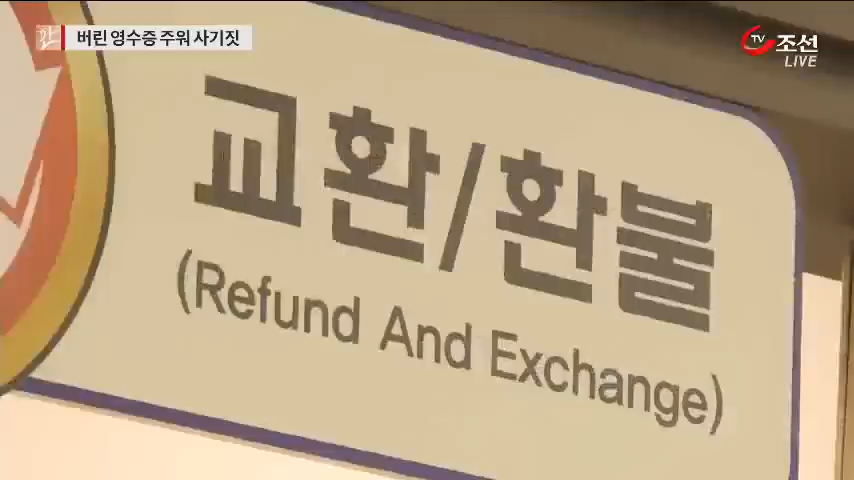 판 버린 영수증 주워 사기짓
TV조선
LIVE
교환/환불
(Refund And Exchange)